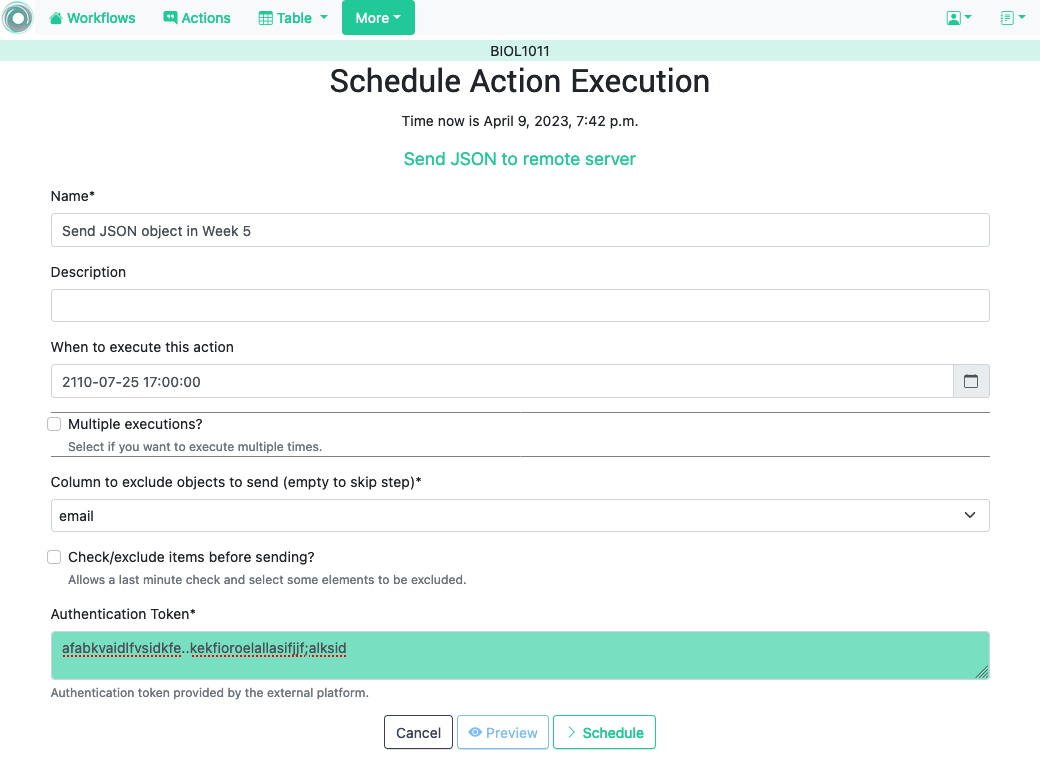 Workflows Actions Table More
BIOL1011
Schedule Action Execution
Time now is April 9, 2023, 7:42 p.m.
Send JSON to remote server
Name*
Send JSON object in Week 5
Description
When to execute this action
2110-07-25 17:00:00
Multiple executions?
Select if you want to execute multiple times.
Column to exclude objects to send (empty to skip step)*
email
Check/exclude items before sending?
Allows a last minute check and select some elements to be excluded.
Authentication Token*
afabkvaidlfvsidkfe..kekfioroelallasifjjf;alksid
Authentication token provided by the external platform.
Cancel Preview Schedule